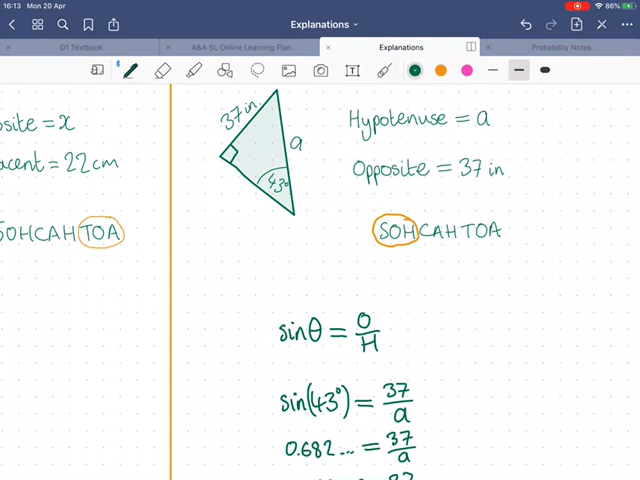 16:13 Mon 20 Apr
86%
Explanations
D1 Textbook
A&A SL Online Learning Plan
Explanations
Probability Notes
osite = x
acent = 22 cm
SOHCAHTOA
37 in
a
43°
Hypotenuse = a
Opposite = 37 in
SOHCAHTOA
sinθ = O/H
sin(43°) = 37/a
0.682... = 37/a